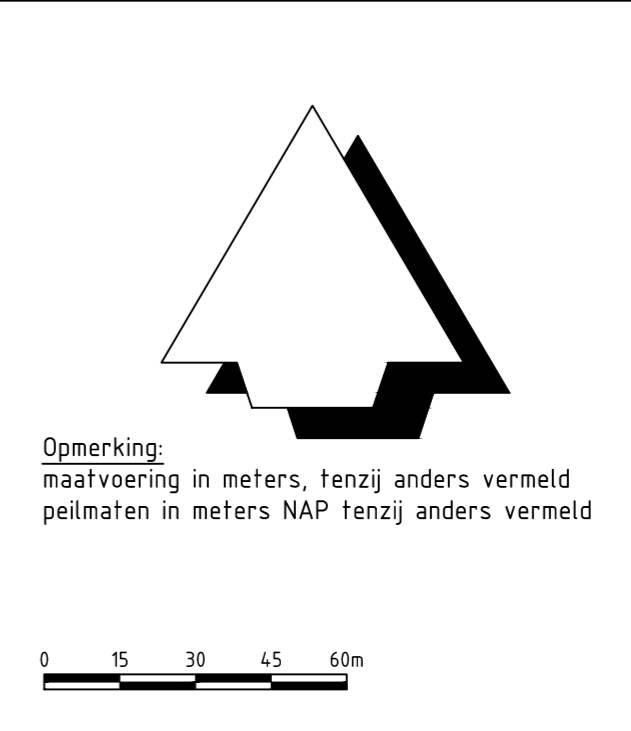 Opmerking:
maatvoering in meters, tenzij anders vermeld
peilmaten in meters NAP tenzij anders vermeld
0 15 30 45 60m